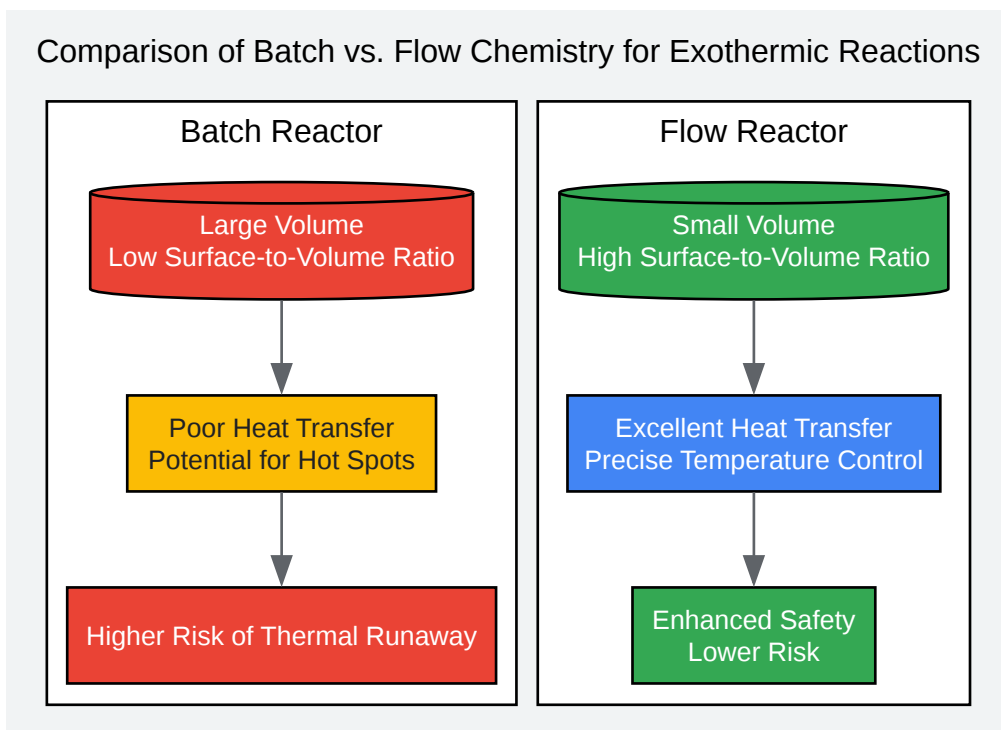 Comparison of Batch vs. Flow Chemistry for Exothermic Reactions
Batch Reactor
Large Volume
Low Surface-to-Volume Ratio
Poor Heat Transfer
Potential for Hot Spots
Higher Risk of Thermal Runaway
Flow Reactor
Small Volume
High Surface-to-Volume Ratio
Excellent Heat Transfer
Precise Temperature Control
Enhanced Safety
Lower Risk